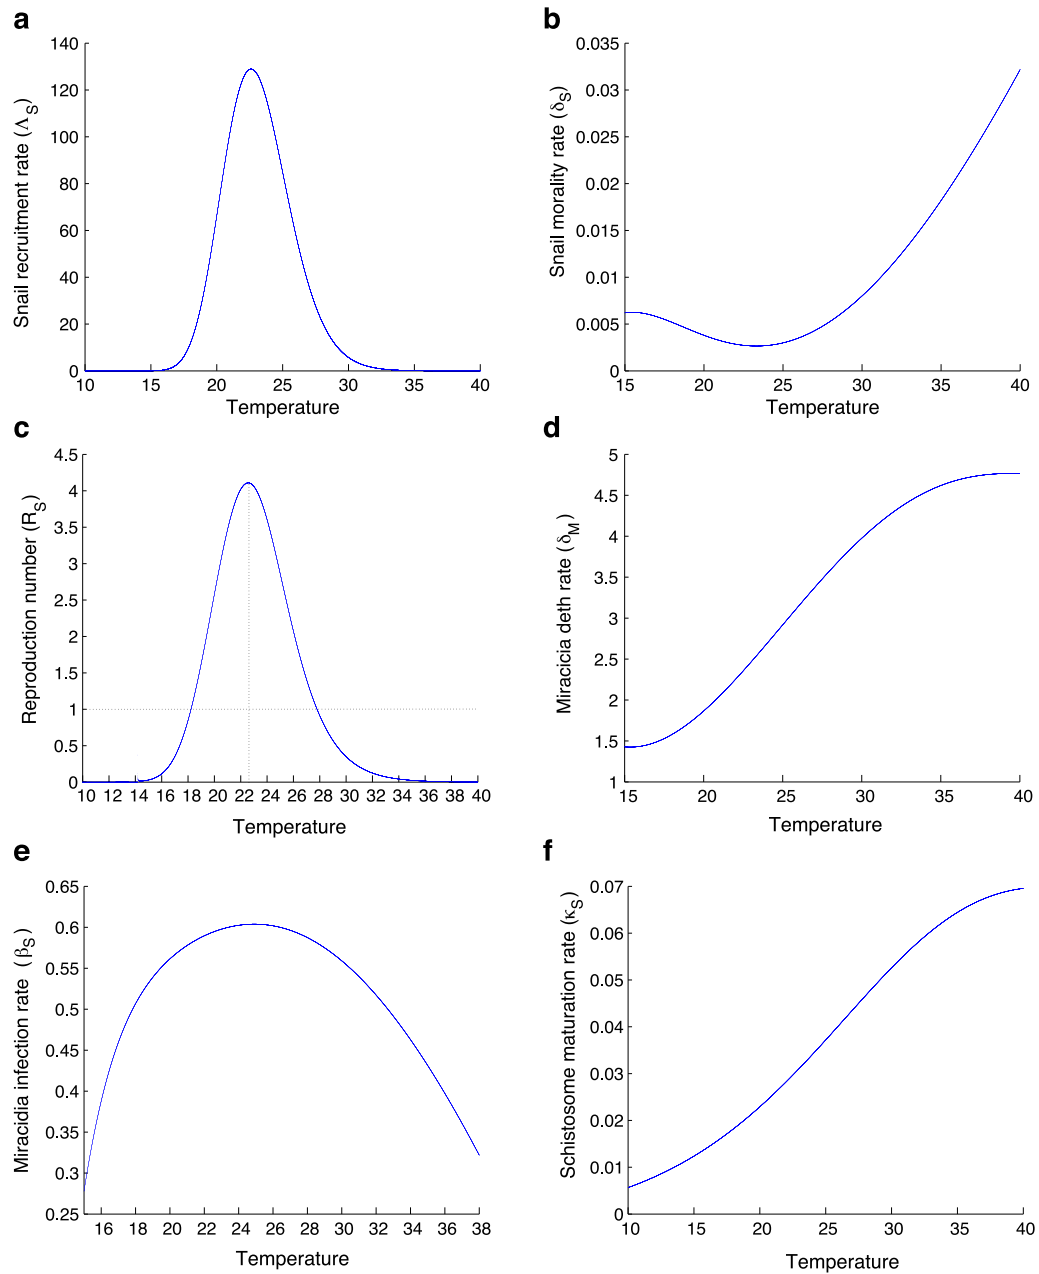 a
Snail recruitment rate (Λ_S)
140
120
100
80
60
40
20
0
10 15 20 25 30 35 40
Temperature
b
Snail morality rate (δ_S)
0.035
0.03
0.025
0.02
0.015
0.01
0.005
0
15 20 25 30 35 40
Temperature
c
Reproduction number (R_S)
4.5
4
3.5
3
2.5
2
1.5
1
0.5
0
10 12 14 16 18 20 22 24 26 28 30 32 34 36 38 40
Temperature
d
Miracicia deth rate (δ_M)
5
4.5
4
3.5
3
2.5
2
1.5
1
15 20 25 30 35 40
Temperature
e
Miracidia infection rate (β_S)
0.65
0.6
0.55
0.5
0.45
0.4
0.35
0.3
0.25
16 18 20 22 24 26 28 30 32 34 36 38
Temperature
f
Schistosome maturation rate (κ_S)
0.07
0.06
0.05
0.04
0.03
0.02
0.01
0
10 15 20 25 30 35 40
Temperature